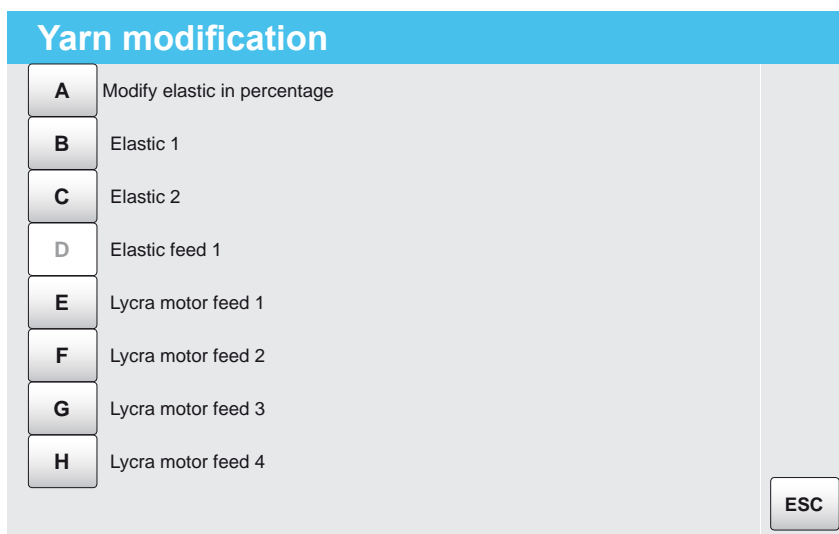 Yarn modification
A Modify elastic in percentage
B Elastic 1
C Elastic 2
D Elastic feed 1
E Lycra motor feed 1
F Lycra motor feed 2
G Lycra motor feed 3
H Lycra motor feed 4
ESC